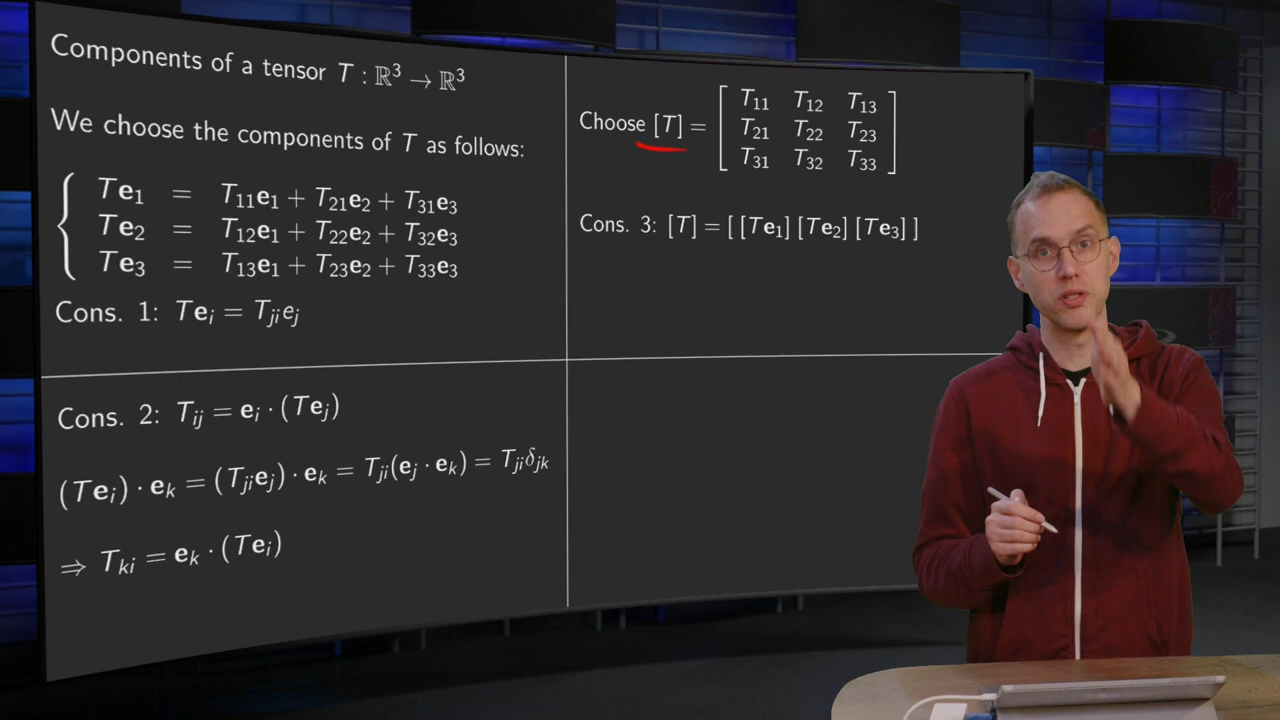 Components of a tensor T : ℝ³ → ℝ³
We choose the components of T as follows:
Te₁ = T₁₁e₁ + T₂₁e₂ + T₃₁e₃
Te₂ = T₁₂e₁ + T₂₂e₂ + T₃₂e₃
Te₃ = T₁₃e₁ + T₂₃e₂ + T₃₃e₃
Cons. 1: Teᵢ = Tⱼᵢeⱼ
Cons. 2: Tᵢⱼ = eᵢ · (Teⱼ)
(Teᵢ) · eₖ = (Tⱼᵢeⱼ) · eₖ = Tⱼᵢ(eⱼ · eₖ) = Tⱼᵢδⱼₖ
⇒ Tₖᵢ = eₖ · (Teᵢ)
T₁₁ T₁₂ T₁₃
Choose [T] = [ T₂₁ T₂₂ T₂₃ ]
T₃₁ T₃₂ T₃₃
Cons. 3: [T] = [ [Te₁] [Te₂] [Te₃] ]